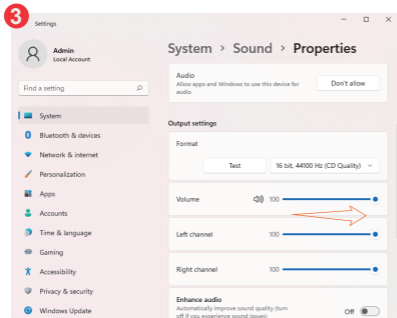 3
Settings
Admin
Local Account
Find a setting
System
Bluetooth & devices
Network & internet
Personalization
Apps
Accounts
Time & language
Gaming
Accessibility
Privacy & security
Windows Update
System > Sound > Properties
Audio
Allow apps and Windows to use this device for
audio
Don't allow
Output settings
Format
Test
16 bit, 44100 Hz (CD Quality)
Volume
100
Left channel
100
Right channel
100
Enhance audio
Automatically improve sound quality (turn
off if you experience sound issues)
Off